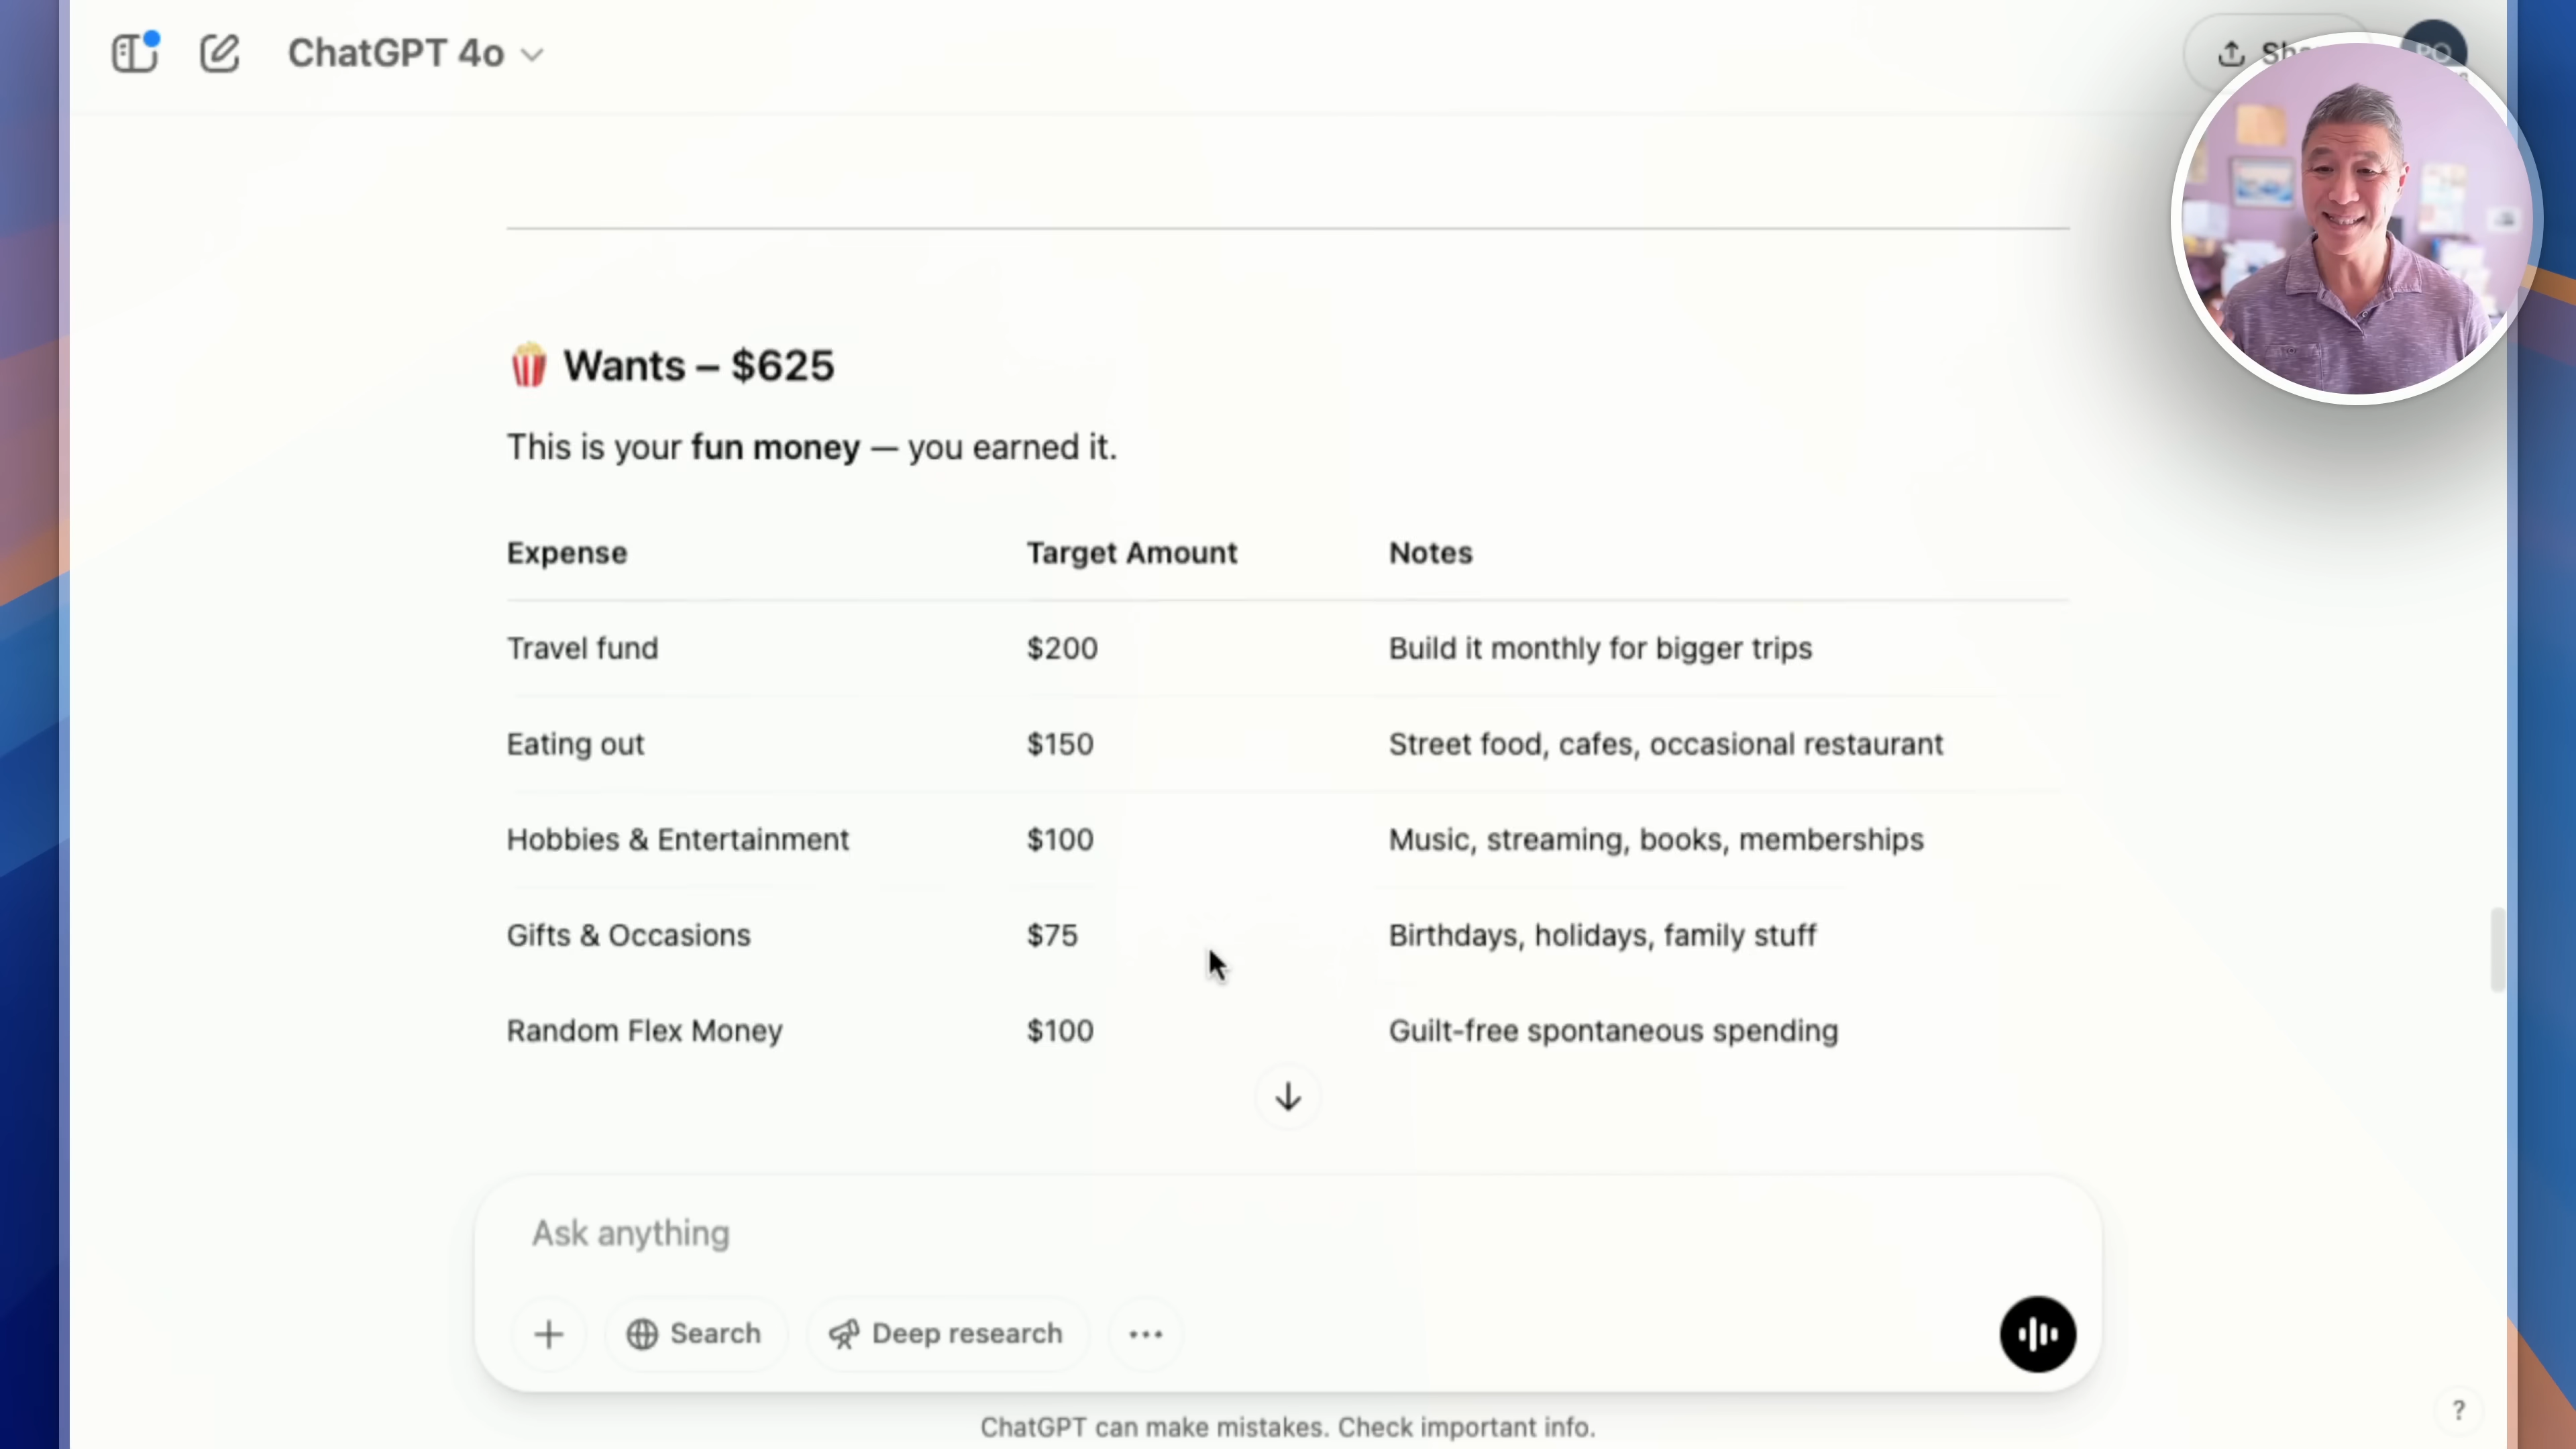 ChatGPT 4o
Wants – $625
This is your fun money — you earned it.
Expense Target Amount Notes
Travel fund $200 Build it monthly for bigger trips
Eating out $150 Street food, cafes, occasional restaurant
Hobbies & Entertainment $100 Music, streaming, books, memberships
Gifts & Occasions $75 Birthdays, holidays, family stuff
Random Flex Money $100 Guilt-free spontaneous spending
Ask anything
Search Deep research
ChatGPT can make mistakes. Check important info.
?